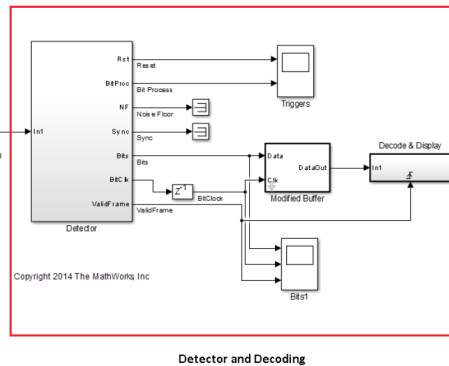 Rst
Reset
BitProc
Bit Process
Triggers
NF
Noise Floor
In1
Sync
Sync
Decode & Display
Bits
Bits
Data
DataOut
In1
BitClk
Z-1
BitClock
Clk
Modified Buffer
ValidFrame
ValidFrame
Detector
Bits1
Copyright 2014 The MathWorks, Inc
Detector and Decoding